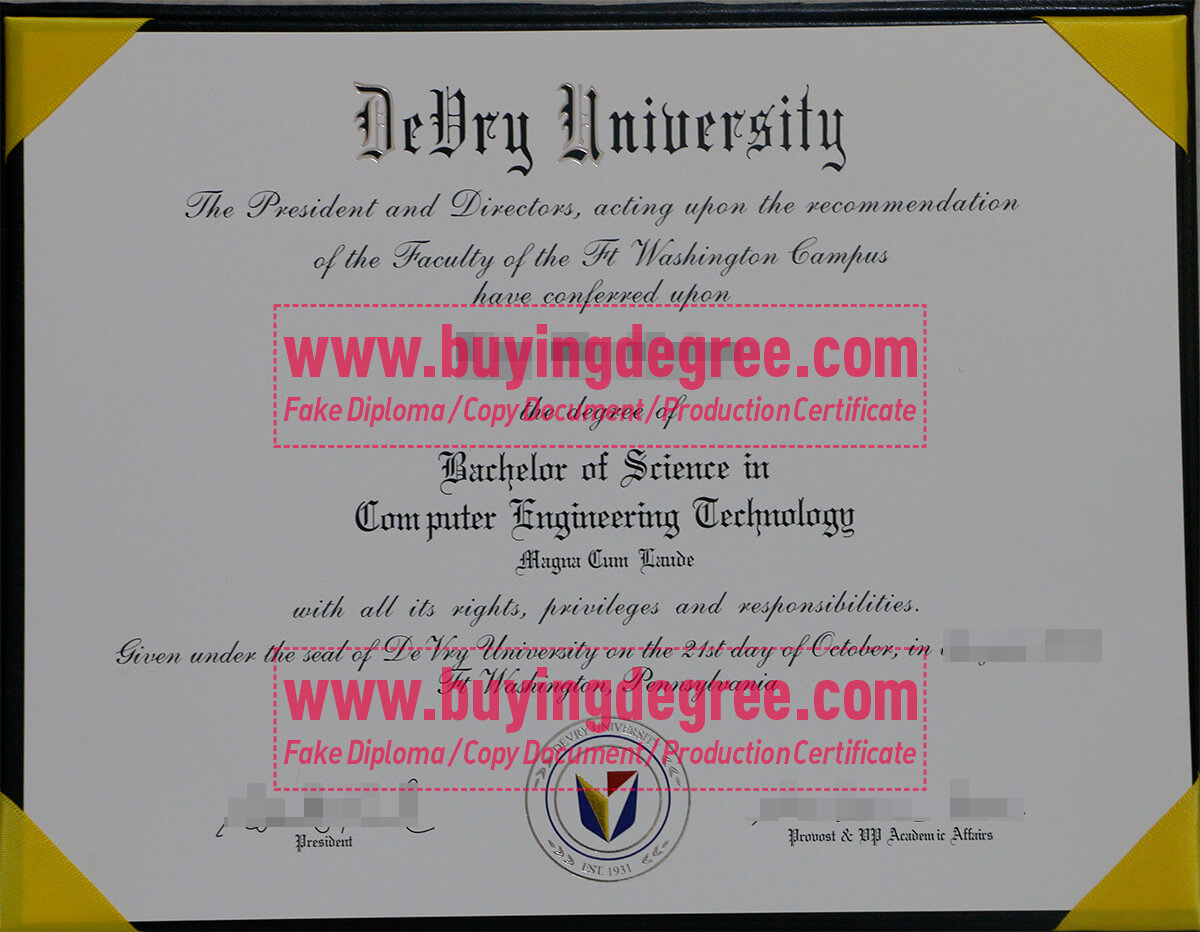 DeVry University
The President and Directors, acting upon the recommendation
of the Faculty of the Ft Washington Campus
have conferred upon
www.buyingdegree.com
Fake Diploma / Copy Document / Production Certificate
the degree of
Bachelor of Science in
Computer Engineering Technology
Magna Cum Laude
with all its rights, privileges and responsibilities.
Given under the seal of DeVry University on the 21st day of October, in
Ft Washington, Pennsylvania
www.buyingdegree.com
Fake Diploma / Copy Document / Production Certificate
DEVRY UNIVERSITY
EST. 1931
President
Provost & VP Academic Affairs